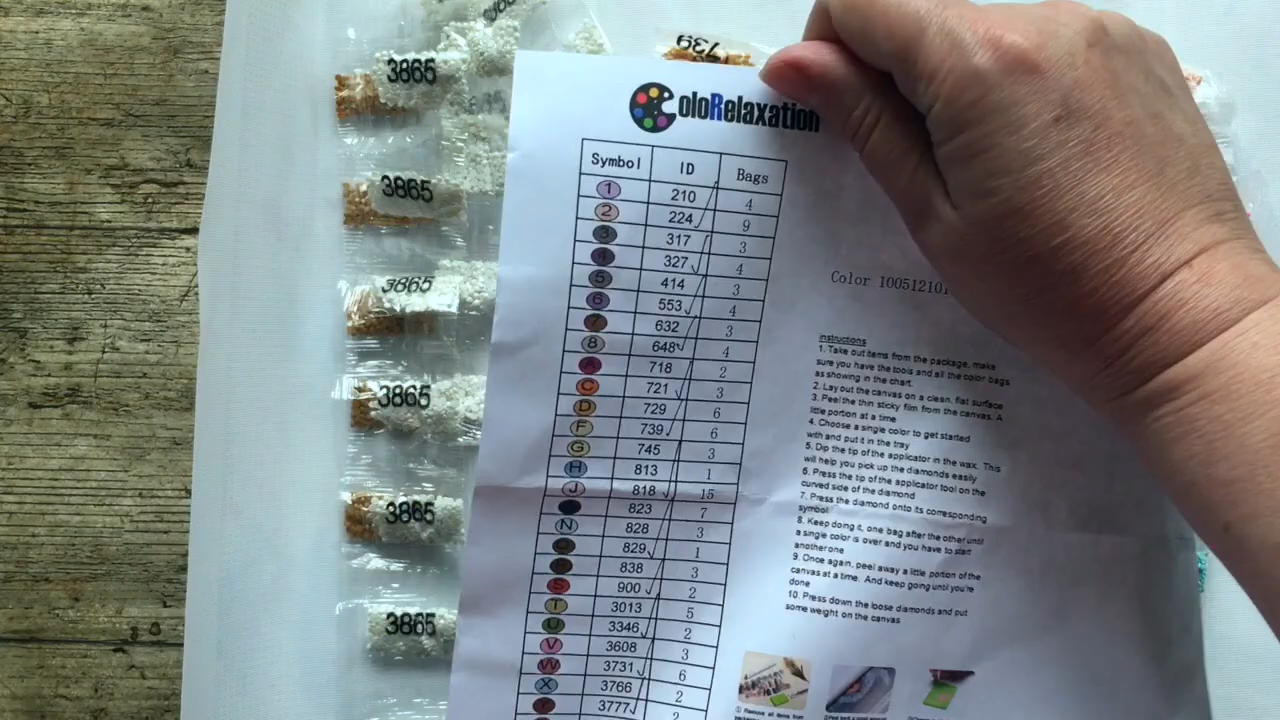 3865
739
3865
3865
3865
3865
3865
ColoRelaxation
Symbol ID Bags
1 210 4
2 224 9
3 317 3
4 327 4
5 414 3
6 553 4
7 632 3
8 648 4
A 718 2
C 721 3
D 729 6
F 739 6
G 745 3
H 813 1
J 818 15
823 7
N 828 3
829 1
838 3
S 900 2
T 3013 5
U 3346 2
V 3608 3
W 3731 6
X 3766 2
Y 3777 2
Color
Instructions
1. Take out items from the package, make
sure you have the tools and all the color bags
as showing in the chart.
2. Lay out the canvas on a clean, flat surface
3. Peel the thin sticky film from the canvas. A
little portion at a time
4. Choose a single color to get started
with and put it in the tray
5. Dip the tip of the applicator in the wax. This
will help you pick up the diamonds easily
6. Press the tip of the applicator tool on the
curved side of the diamond
7. Press the diamond onto its corresponding
symbol
8. Keep doing it, one bag after the other until
a single color is over and you have to start
another one
9. Once again, peel away a little portion of the
canvas at a time. And keep going until you're
done
10. Press down the loose diamonds and put
some weight on the canvas